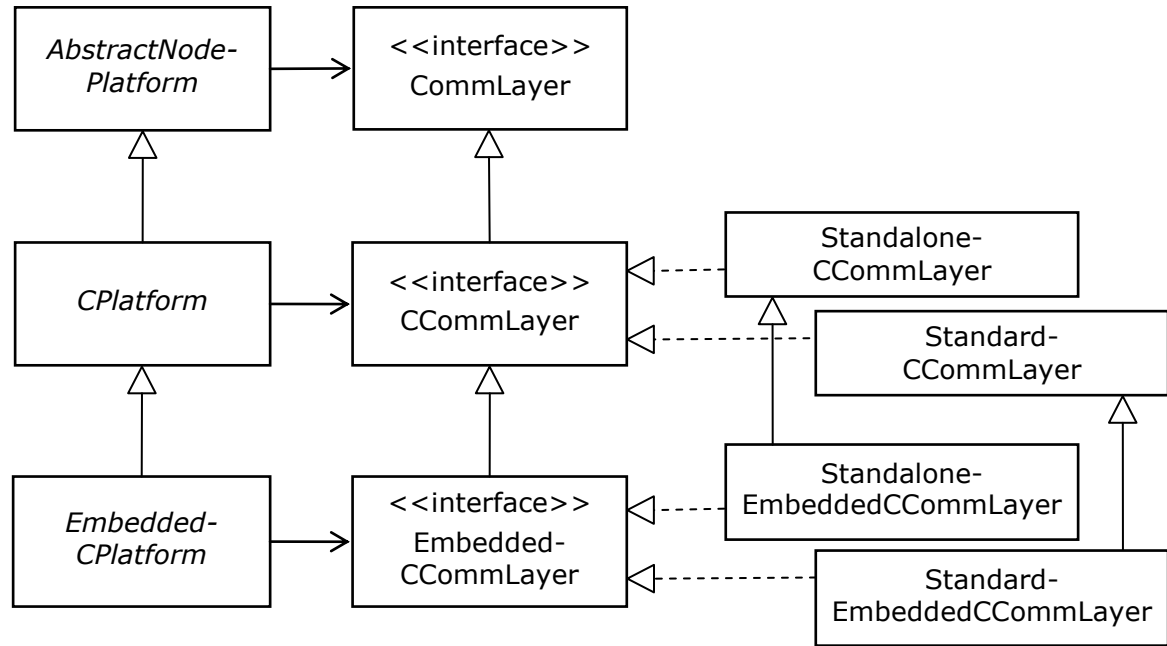 AbstractNode-
Platform
<<interface>>
CommLayer
CPlatform
<<interface>>
CCommLayer
Standalone-
CCommLayer
Standard-
CCommLayer
Embedded-
CPlatform
<<interface>>
Embedded-
CCommLayer
Standalone-
EmbeddedCCommLayer
Standard-
EmbeddedCCommLayer